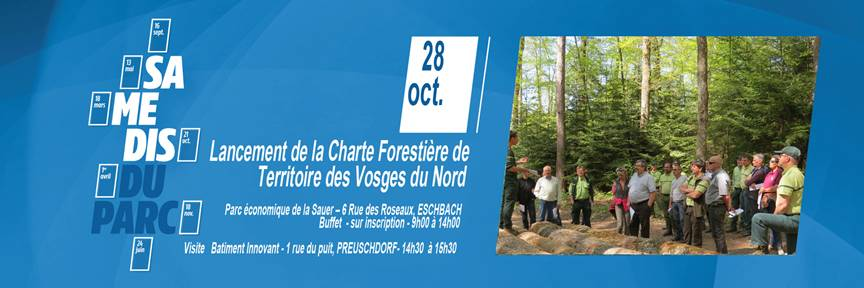 16
sept.
13
mai
SA
18
mars
ME
DIS
21
oct.
1er
avril
DU
PARC
18
nov.
24
juin
28
oct.
Lancement de la Charte Forestière de
Territoire des Vosges du Nord
Parc économique de la Sauer – 6 Rue des Roseaux, ESCHBACH
Buffet - sur inscription - 9h00 à 14h00
Visite Batiment Innovant - 1 rue du puit, PREUSCHDORF- 14h30 à 15h30